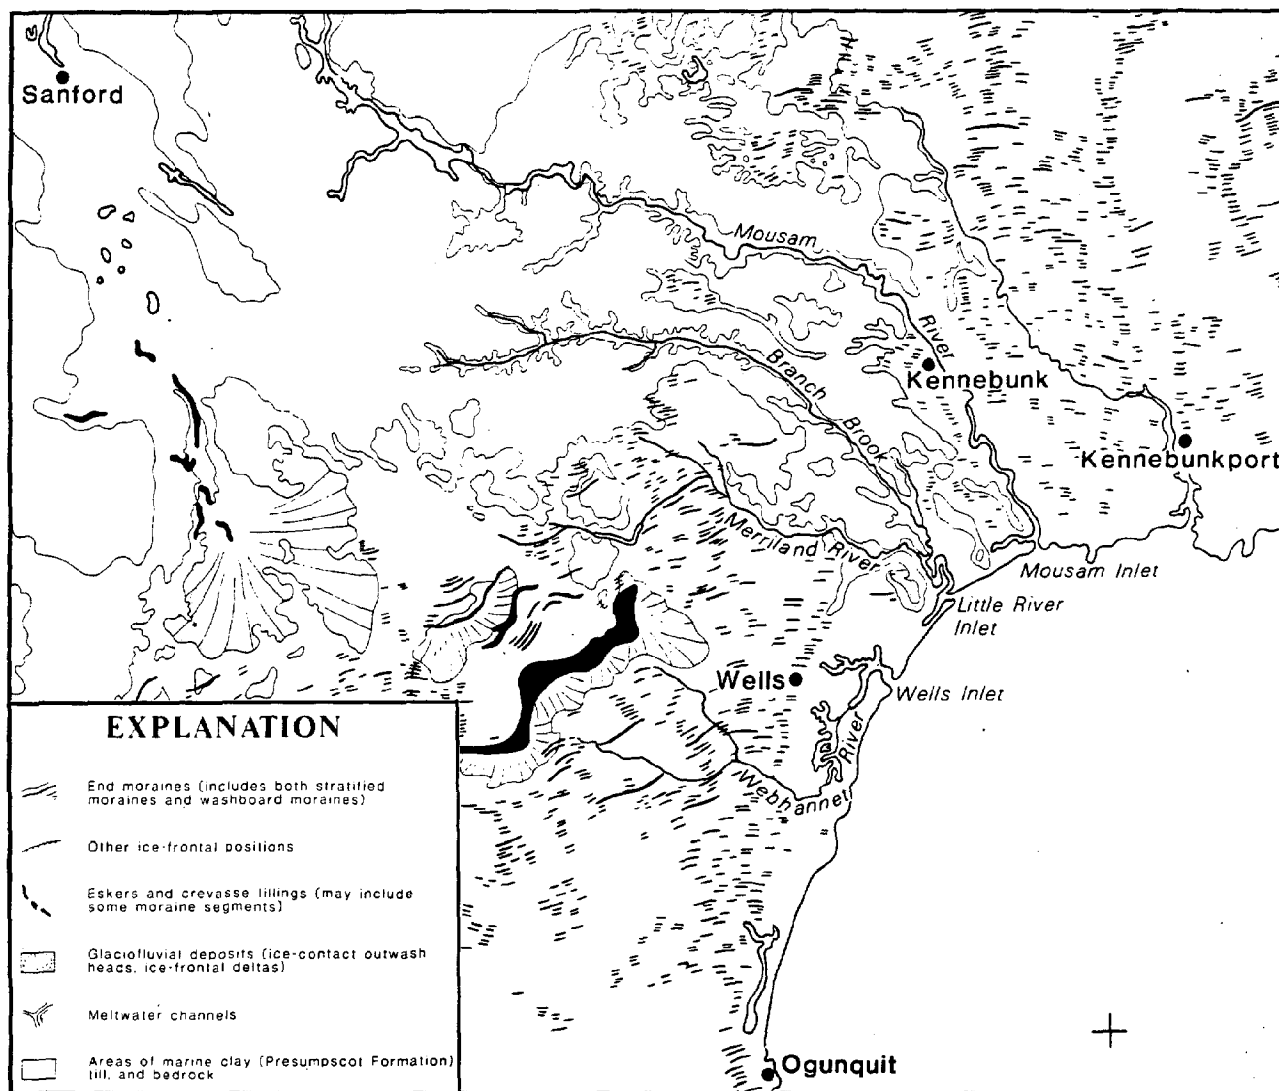 Sanford
Mousam
River
Kennebunk
Branch
Brook
Kennebunkport
Merriland River
Mousam Inlet
Little River
Inlet
Wells
Wells Inlet
River
Webhannet
Ogunquit
EXPLANATION
End moraines (includes both stratified
moraines and washboard moraines)
Other ice-frontal positions
Eskers and crevasse fillings (may include
some moraine segments)
Glaciofluvial deposits (ice-contact outwash
heads, ice-frontal deltas)
Meltwater channels
Areas of marine clay (Presumpscot Formation)
till, and bedrock